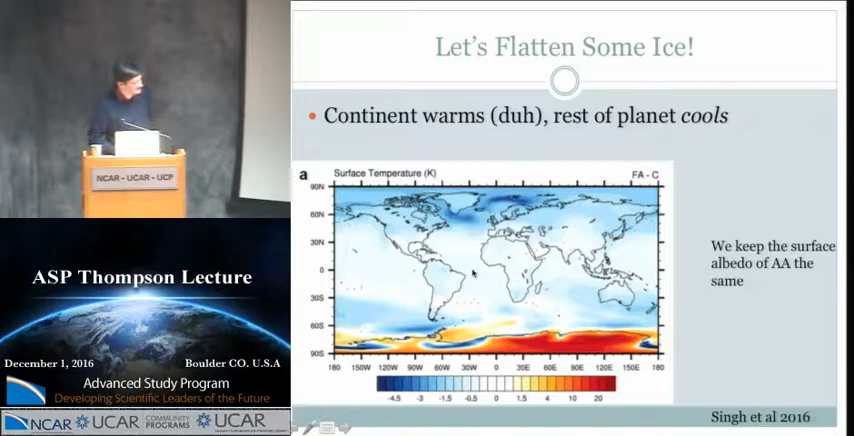 Let's Flatten Some Ice!
• Continent warms (duh), rest of planet cools
a Surface Temperature (K) FA - C
90N
60N
30N
0
30S
60S
90S
180 150W 120W 90W 60W 30W 0 30E 60E 90E 120E 150E 180
-4.5 -3 -1.5 -0.5 0 1 4 10 20
We keep the surface
albedo of AA the
same
Singh et al 2016
NCAR - UCAR - UCP
ASP Thompson Lecture
December 1, 2016 Boulder CO. U.S.A
Advanced Study Program
Developing Scientific Leaders of the Future
NCAR UCAR COMMUNITY PROGRAMS UCAR